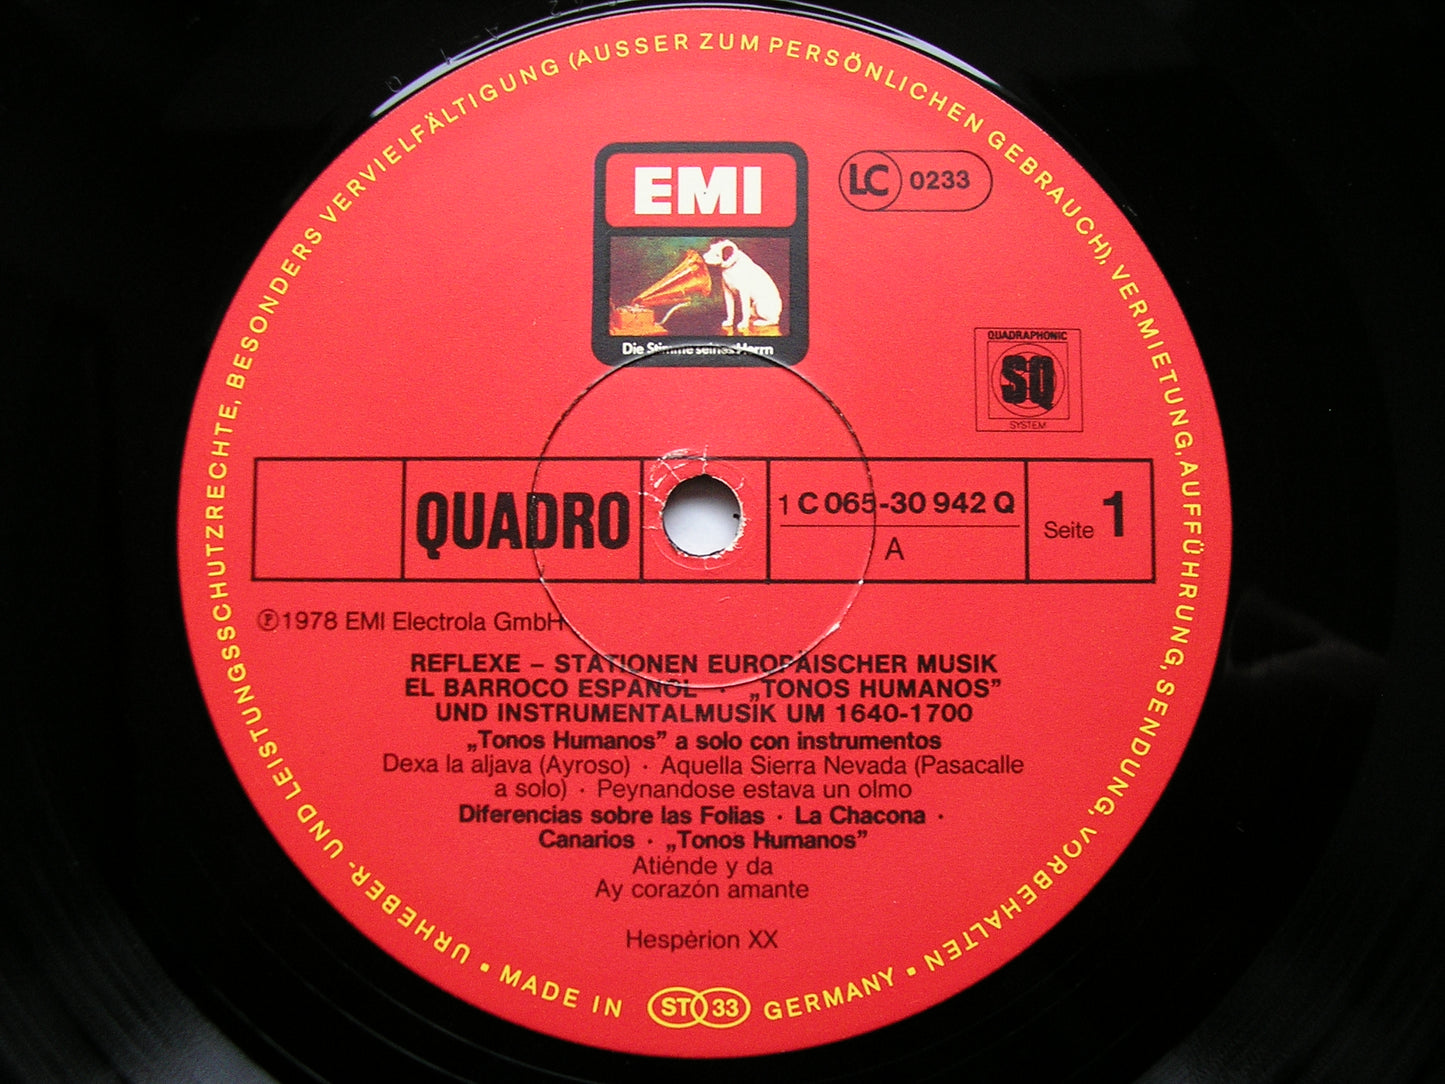 URHEBER- UND LEISTUNGSSCHUTZRECHTE, BESONDERS VERVIELFÄLTIGUNG (AUSSER ZUM PERSÖNLICHEN GEBRAUCH), VERMIETUNG, AUFFÜHRUNG, SENDUNG, VORBEHALTEN •
EMI
LC 0233
Die Stimme seines Herrn
QUADRAPHONIC
SQ
SYSTEM
QUADRO
1 C 065-30 942 Q
A
Seite 1
℗ 1978 EMI Electrola GmbH
REFLEXE – STATIONEN EUROPÄISCHER MUSIK
EL BARROCO ESPAÑOL · „TONOS HUMANOS”
UND INSTRUMENTALMUSIK UM 1640-1700
„Tonos Humanos” a solo con instrumentos
Dexa la aljava (Ayroso) · Aquella Sierra Nevada (Pasacalle
a solo) · Peynandose estava un olmo
Diferencias sobre las Folias · La Chacona ·
Canarios · „Tonos Humanos”
Atiénde y da
Ay corazón amante
Hespèrion XX
• MADE IN ST 33 GERMANY